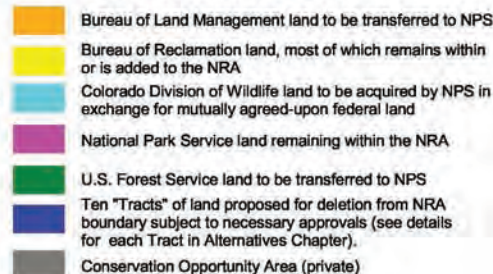 Bureau of Land Management land to be transferred to NPS
Bureau of Reclamation land, most of which remains within
or is added to the NRA
Colorado Division of Wildlife land to be acquired by NPS in
exchange for mutually agreed-upon federal land
National Park Service land remaining within the NRA
U.S. Forest Service land to be transferred to NPS
Ten "Tracts" of land proposed for deletion from NRA
boundary subject to necessary approvals (see details
for each Tract in Alternatives Chapter).
Conservation Opportunity Area (private)